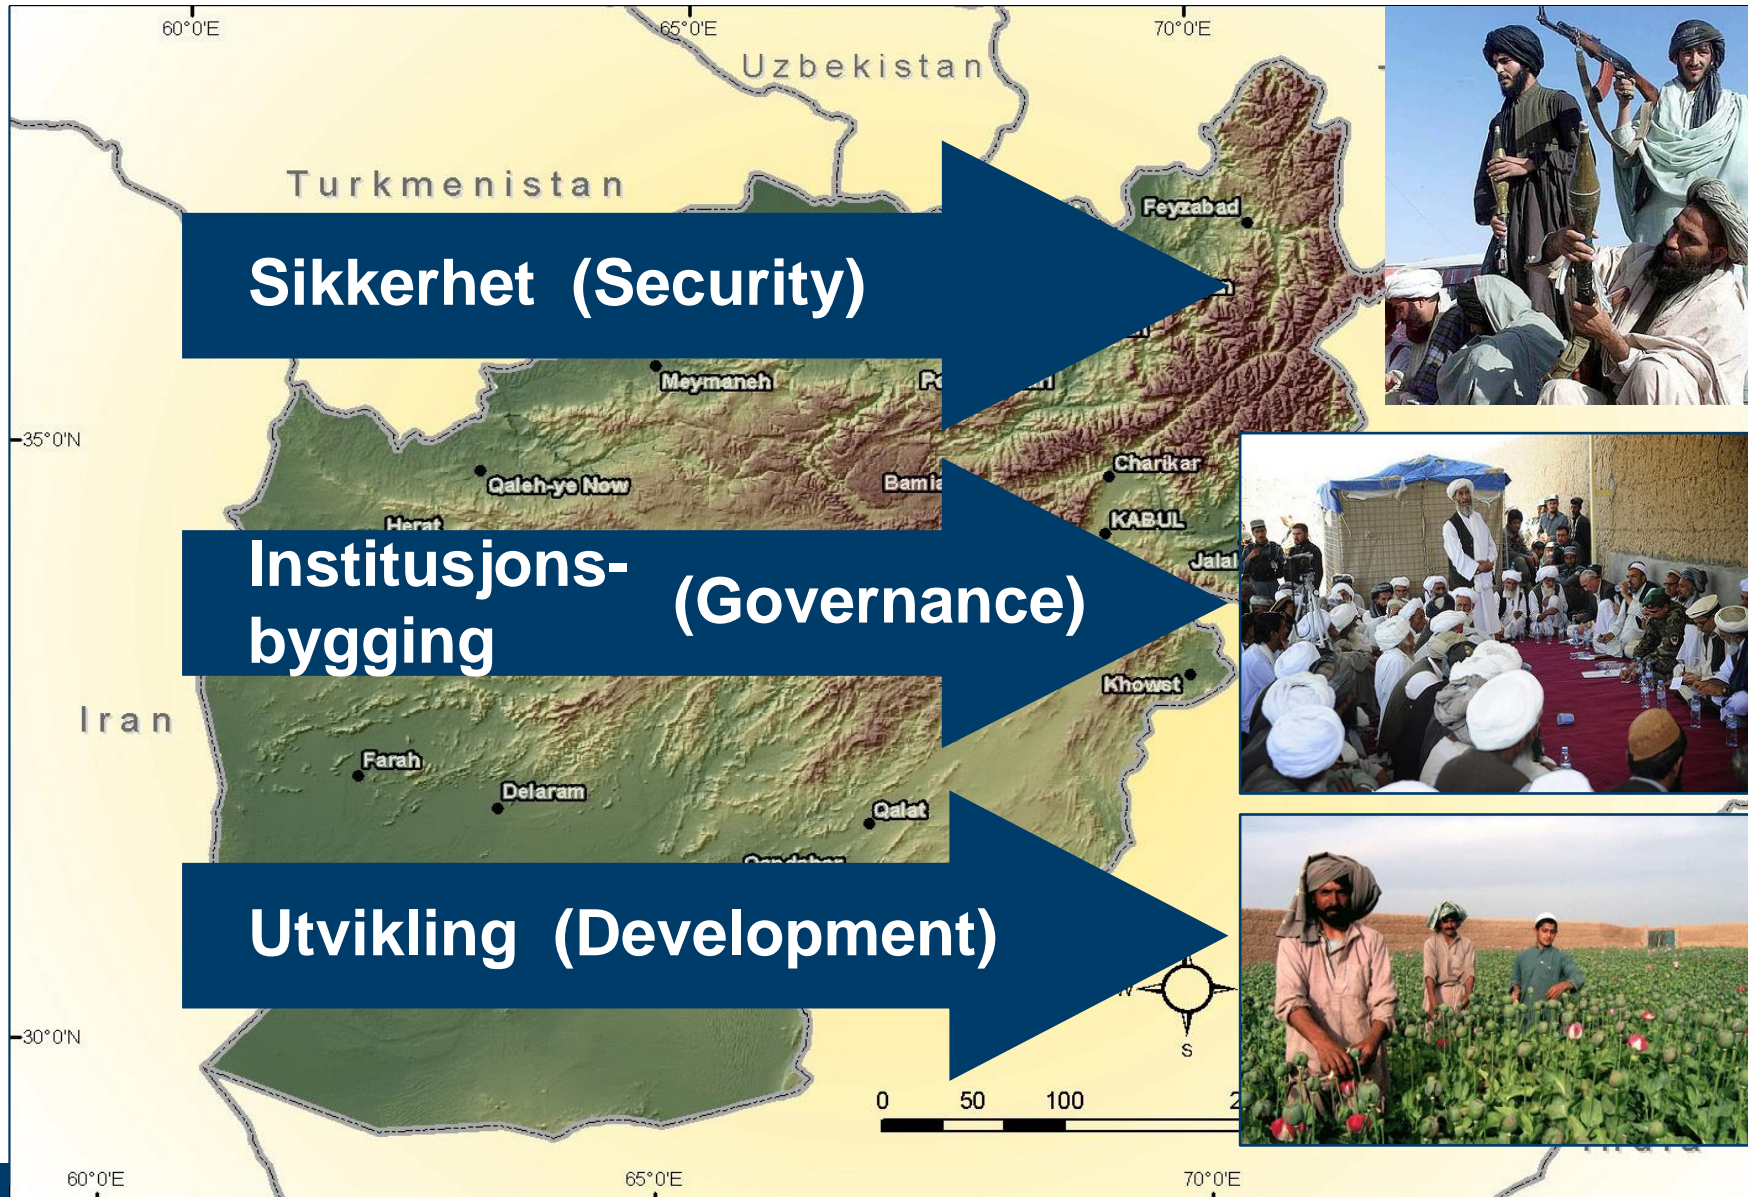 60°0'E
65°0'E
70°0'E
Uzbekistan
Turkmenistan
Feyzabad
Sikkerhet (Security)
Meymaneh
35°0'N
Charikar
Qaleh-ye Now
Herat
KABUL
Institusjons-
bygging
(Governance)
Khowst
Iran
Farah
Delaram
Qalat
Utvikling (Development)
30°0'N
S
0 50 100
60°0'E
65°0'E
70°0'E